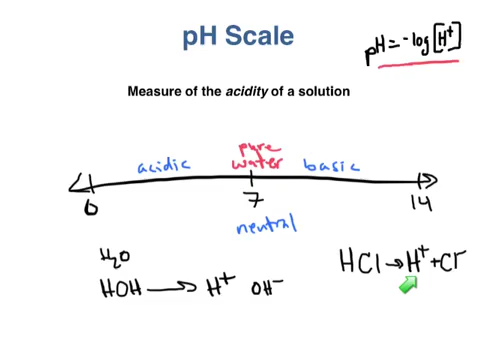 pH Scale
pH = -log[H⁺]
Measure of the acidity of a solution
pure
acidic water basic
0 7 14
neutral
H₂O
HOH → H⁺ OH⁻
HCl → H⁺ + Cl⁻